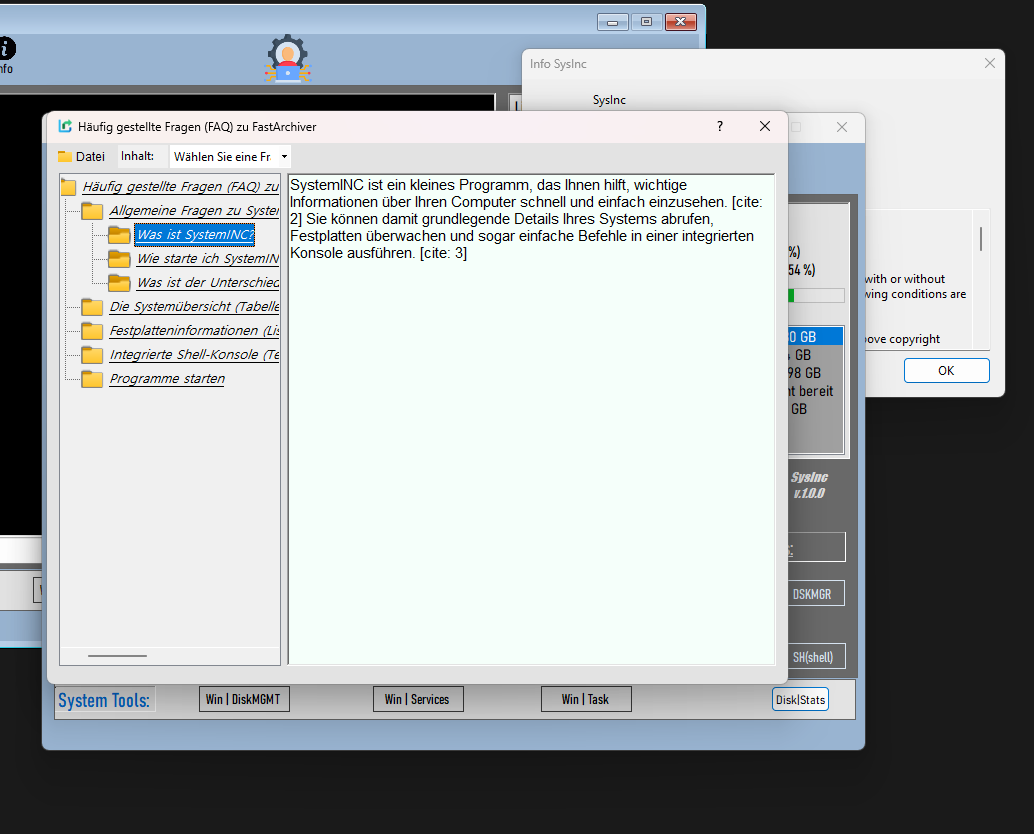 nfo
Info SysInc
SysInc
Häufig gestellte Fragen (FAQ) zu FastArchiver
?
Datei
Inhalt:
Wählen Sie eine Fr
Häufig gestellte Fragen (FAQ) zu
Allgemeine Fragen zu System
Was ist SystemINC?
Wie starte ich SystemIN
Was ist der Unterschied
Die Systemübersicht (Tabelle
Festplatteninformationen (Lis
Integrierte Shell-Konsole (Te
Programme starten
SystemINC ist ein kleines Programm, das Ihnen hilft, wichtige
Informationen über Ihren Computer schnell und einfach einzusehen. [cite:
2] Sie können damit grundlegende Details Ihres Systems abrufen,
Festplatten überwachen und sogar einfache Befehle in einer integrierten
Konsole ausführen. [cite: 3]
%)
54 %)
with or without
wing conditions are
ove copyright
OK
0 GB
GB
98 GB
nt bereit
GB
SysInc
v.1.0.0
DSKMGR
SH(shell)
System Tools:
Win | DiskMGMT
Win | Services
Win | Task
Disk|Stats